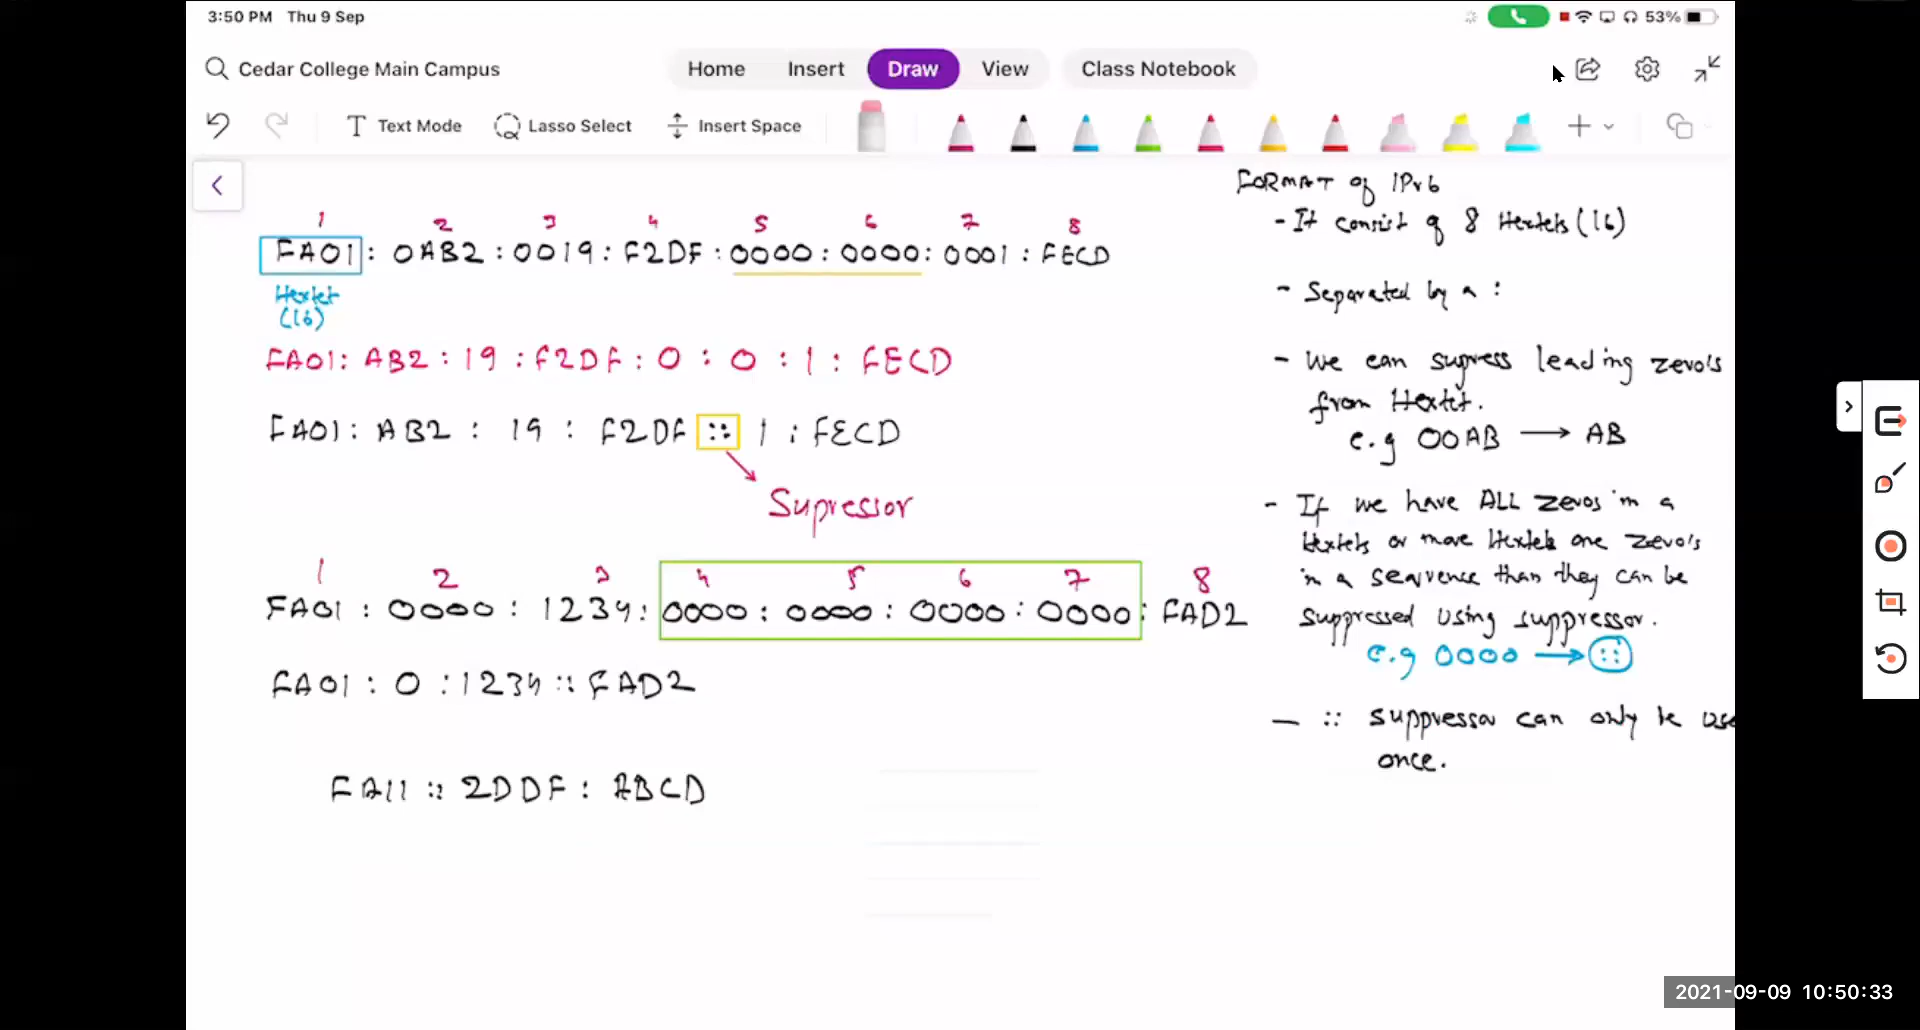 3:50 PM Thu 9 Sep
53%
Cedar College Main Campus
Home Insert Draw View Class Notebook
Text Mode Lasso Select Insert Space
1 2 3 4 5 6 7 8
FA01 : 0AB2 : 0019 : F2DF : 0000 : 0000 : 0001 : FECD
Hextet
(16)
FA01 : AB2 : 19 : F2DF : 0 : 0 : 1 : FECD
FA01 : AB2 : 19 : F2DF :: 1 : FECD
Supressor
1 2 3 4 5 6 7 8
FA01 : 0000 : 1234 : 0000 : 0000 : 0000 : 0000 : FAD2
FA01 : 0 : 1234 :: FAD2
FA11 :: 2DDF : ABCD
FORMAT of IPv6
- It consist of 8 Hextets (16)
- Separated by a :
- We can supress leading zero's
from Hextet.
e.g 00AB → AB
- If we have ALL zeros in a
Hextets or more Hextets one zero's
in a sequence than they can be
suppressed using suppressor.
e.g 0000 → ::
- :: suppressor can only be use
once.
2021-09-09 10:50:33